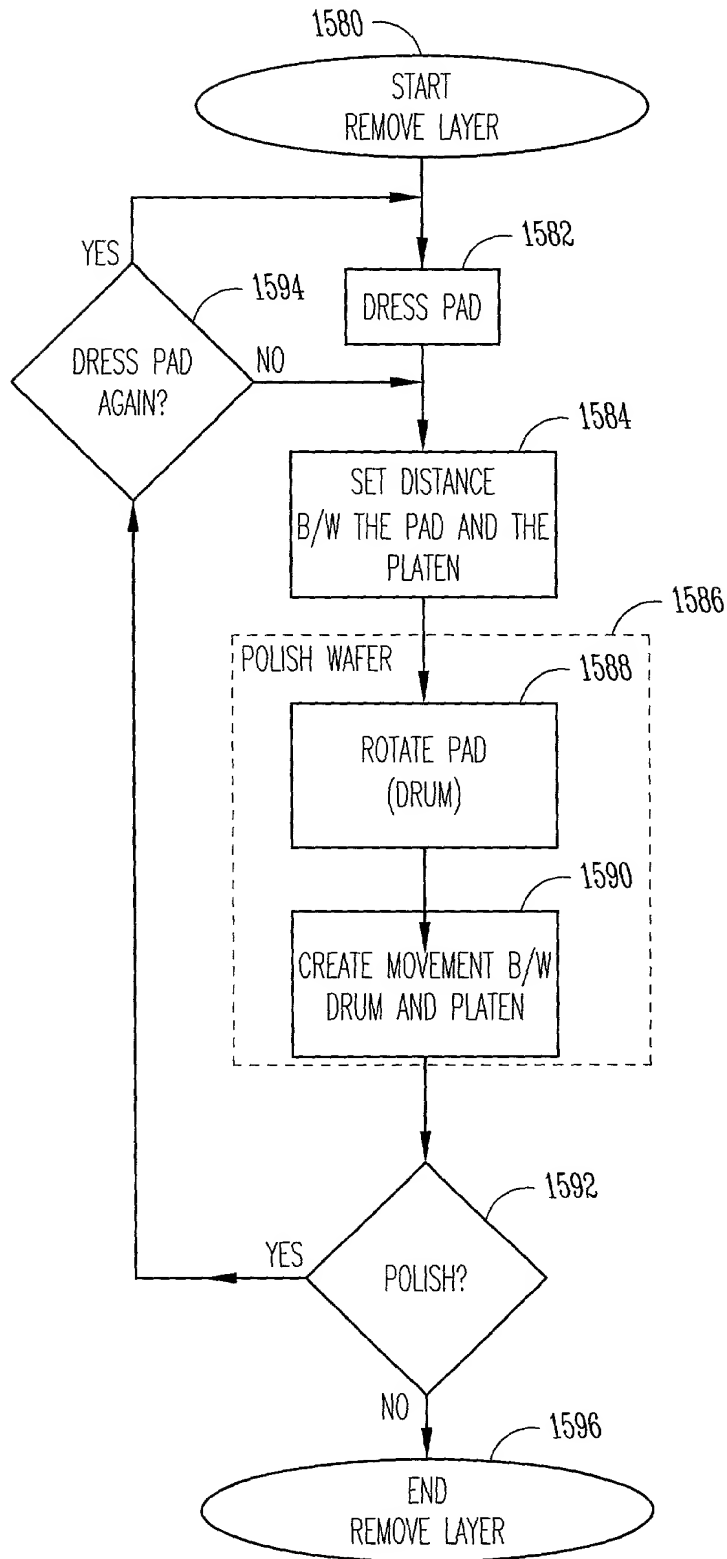 1580
START
REMOVE LAYER
1582
YES
1594
DRESS PAD
DRESS PAD
AGAIN?
NO
1584
SET DISTANCE
B/W THE PAD AND THE
PLATEN
1586
POLISH WAFER
1588
ROTATE PAD
(DRUM)
1590
CREATE MOVEMENT B/W
DRUM AND PLATEN
1592
YES
POLISH?
NO
1596
END
REMOVE LAYER